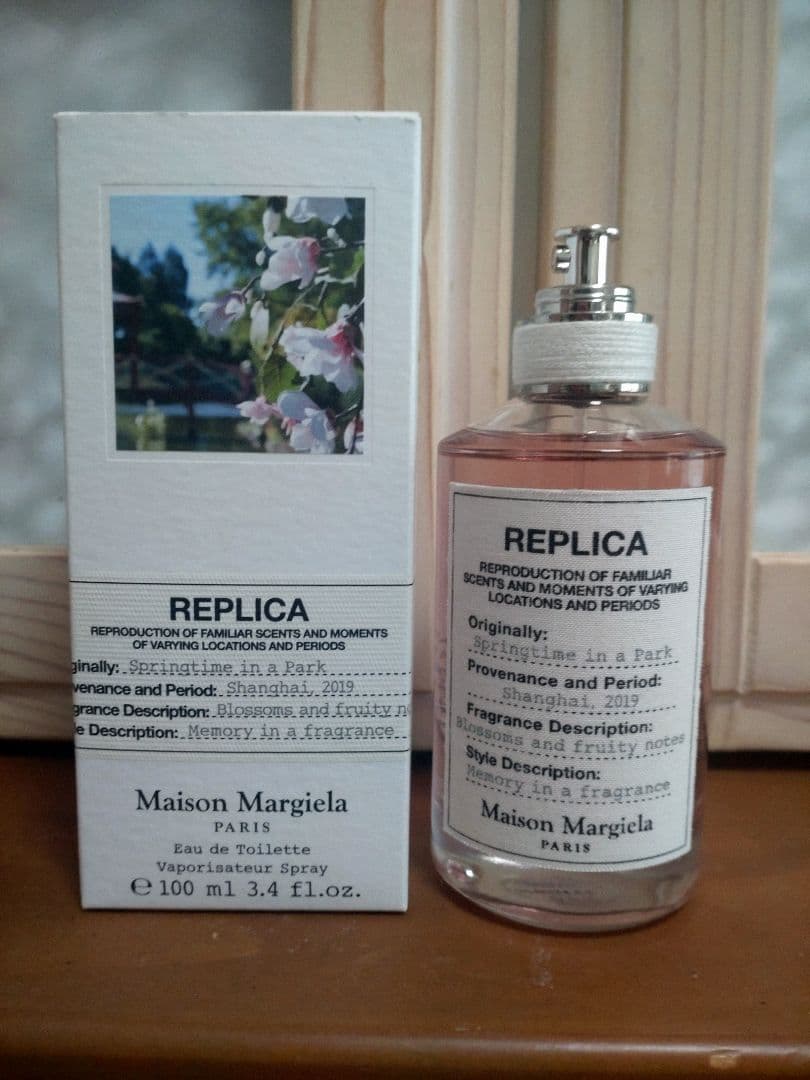 REPLICA
REPRODUCTION OF FAMILIAR SCENTS AND MOMENTS
OF VARYING LOCATIONS AND PERIODS
ginally: Springtime in a Park
venance and Period: Shanghai, 2019
grance Description: Blossoms and fruity no
e Description: Memory in a fragrance
Maison Margiela
PARIS
Eau de Toilette
Vaporisateur Spray
℮ 100 ml 3.4 fl.oz.
REPLICA
REPRODUCTION OF FAMILIAR
SCENTS AND MOMENTS OF VARYING
LOCATIONS AND PERIODS
Originally:
Springtime in a Park
Provenance and Period:
Shanghai, 2019
Fragrance Description:
Blossoms and fruity notes
Style Description:
Memory in a fragrance
Maison Margiela
PARIS